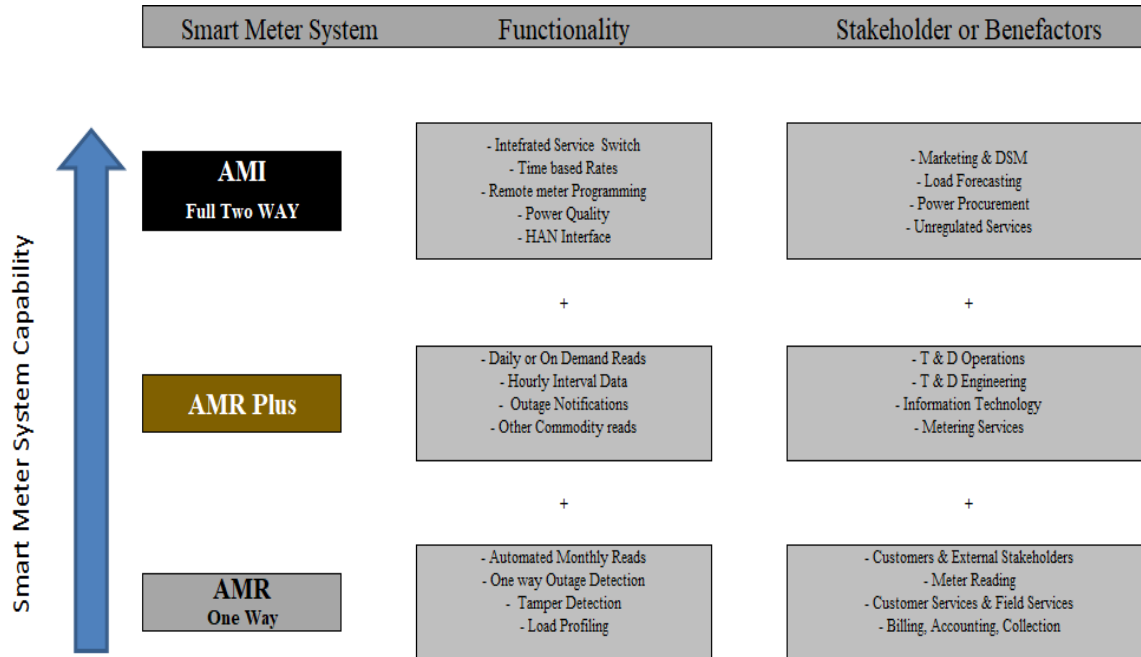 Smart Meter System Functionality Stakeholder or Benefactors
Smart Meter System Capability
AMI
Full Two WAY
- Intefrated Service Switch
- Time based Rates
- Remote meter Programming
- Power Quality
- HAN Interface
- Marketing & DSM
- Load Forecasting
- Power Procurement
- Unregulated Services
+ +
AMR Plus
- Daily or On Demand Reads
- Hourly Interval Data
- Outage Notifications
- Other Commodity reads
- T & D Operations
- T & D Engineering
- Information Technology
- Metering Services
+ +
AMR
One Way
- Automated Monthly Reads
- One way Outage Detection
- Tamper Detection
- Load Profiling
- Customers & External Stakeholders
- Meter Reading
- Customer Services & Field Services
- Billing, Accounting, Collection